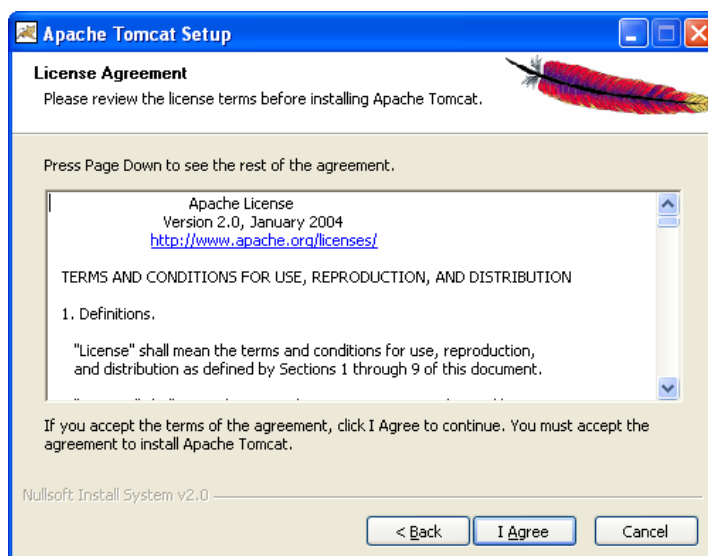 Apache Tomcat Setup
License Agreement
Please review the license terms before installing Apache Tomcat.
Press Page Down to see the rest of the agreement.
Apache License
Version 2.0, January 2004
http://www.apache.org/licenses/
TERMS AND CONDITIONS FOR USE, REPRODUCTION, AND DISTRIBUTION
1. Definitions.
"License" shall mean the terms and conditions for use, reproduction,
and distribution as defined by Sections 1 through 9 of this document.
If you accept the terms of the agreement, click I Agree to continue. You must accept the
agreement to install Apache Tomcat.
Nullsoft Install System v2.0
< Back I Agree Cancel